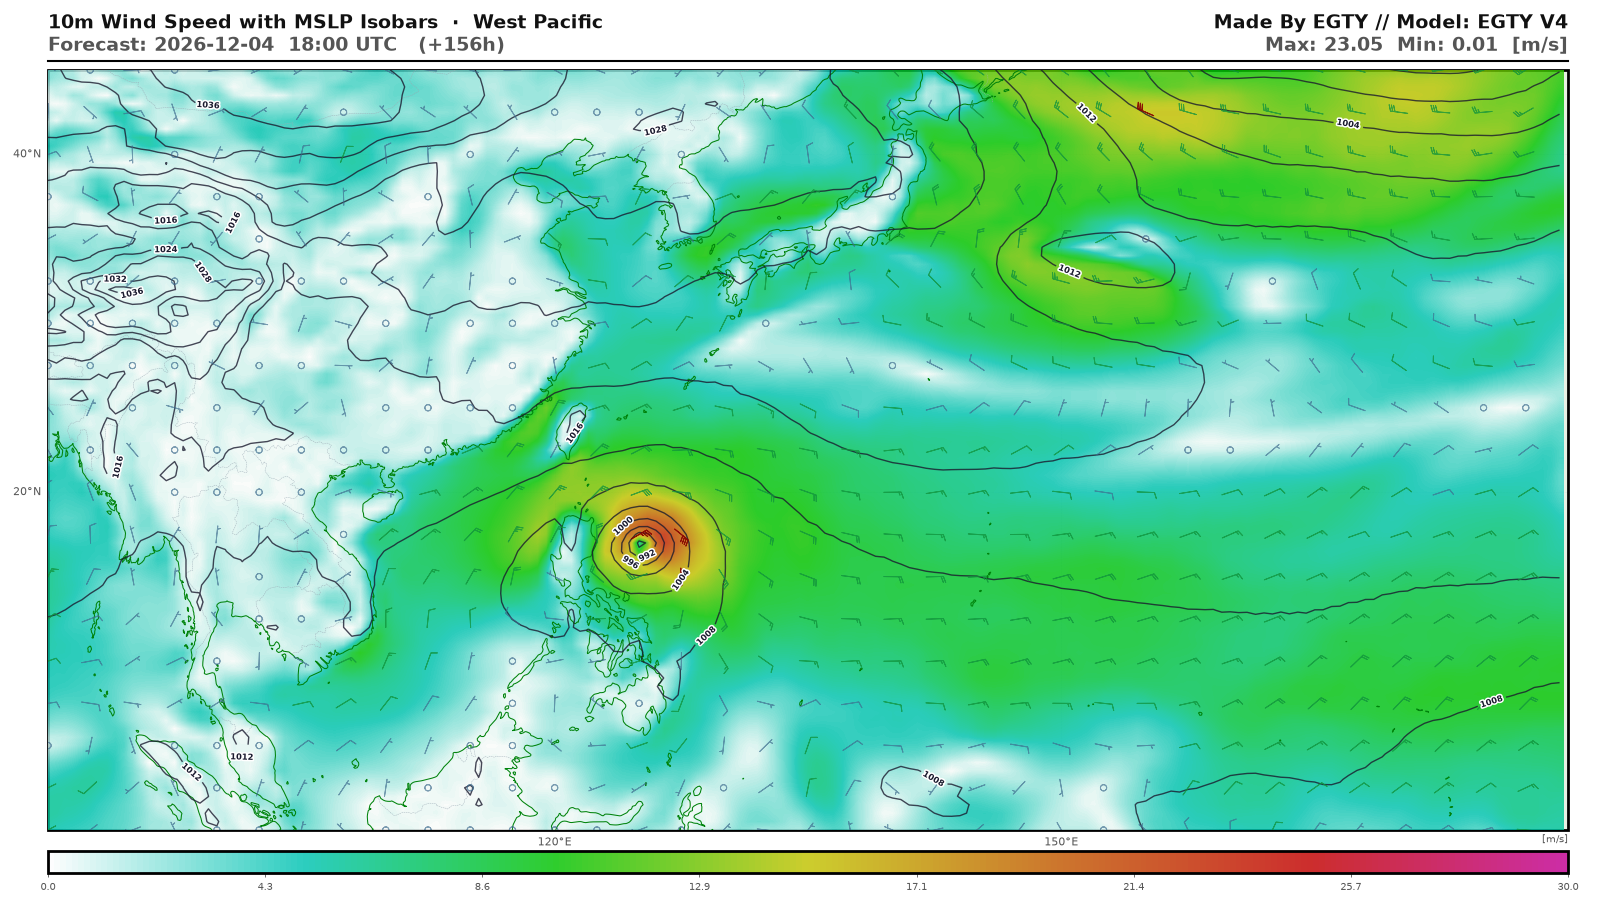 10m Wind Speed with MSLP Isobars · West Pacific
Made By EGTY // Model: EGTY V4
Forecast: 2026-12-04 18:00 UTC (+156h)
Max: 23.05 Min: 0.01 [m/s]
1036
1028
1012
1004
40°N
1016
1016
1024
1028
1032
1036
1012
1016
1016
20°N
1000
992
996
1004
1008
1008
1012
1012
1008
120°E
150°E
[m/s]
0.0 4.3 8.6 12.9 17.1 21.4 25.7 30.0